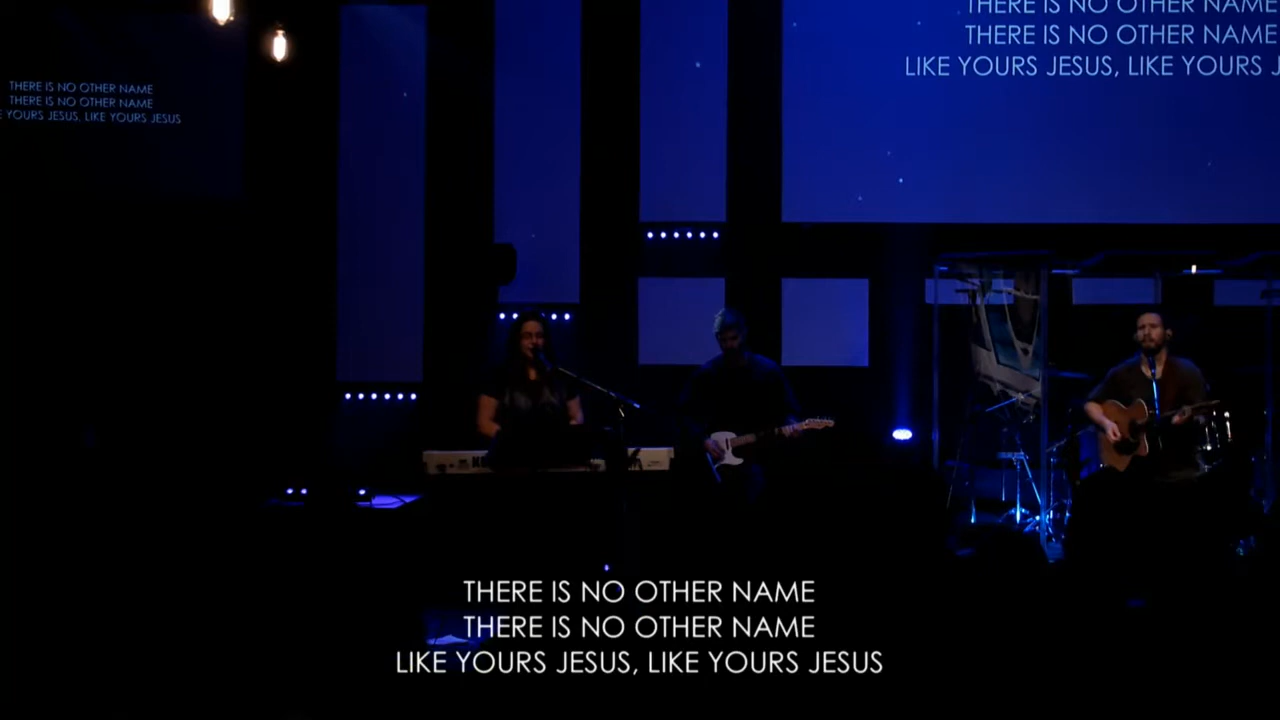 THERE IS NO OTHER NAME
THERE IS NO OTHER NAME
LIKE YOURS JESUS, LIKE YOURS J
THERE IS NO OTHER NAME
THERE IS NO OTHER NAME
YOURS JESUS, LIKE YOURS JESUS
THERE IS NO OTHER NAME
THERE IS NO OTHER NAME
LIKE YOURS JESUS, LIKE YOURS JESUS